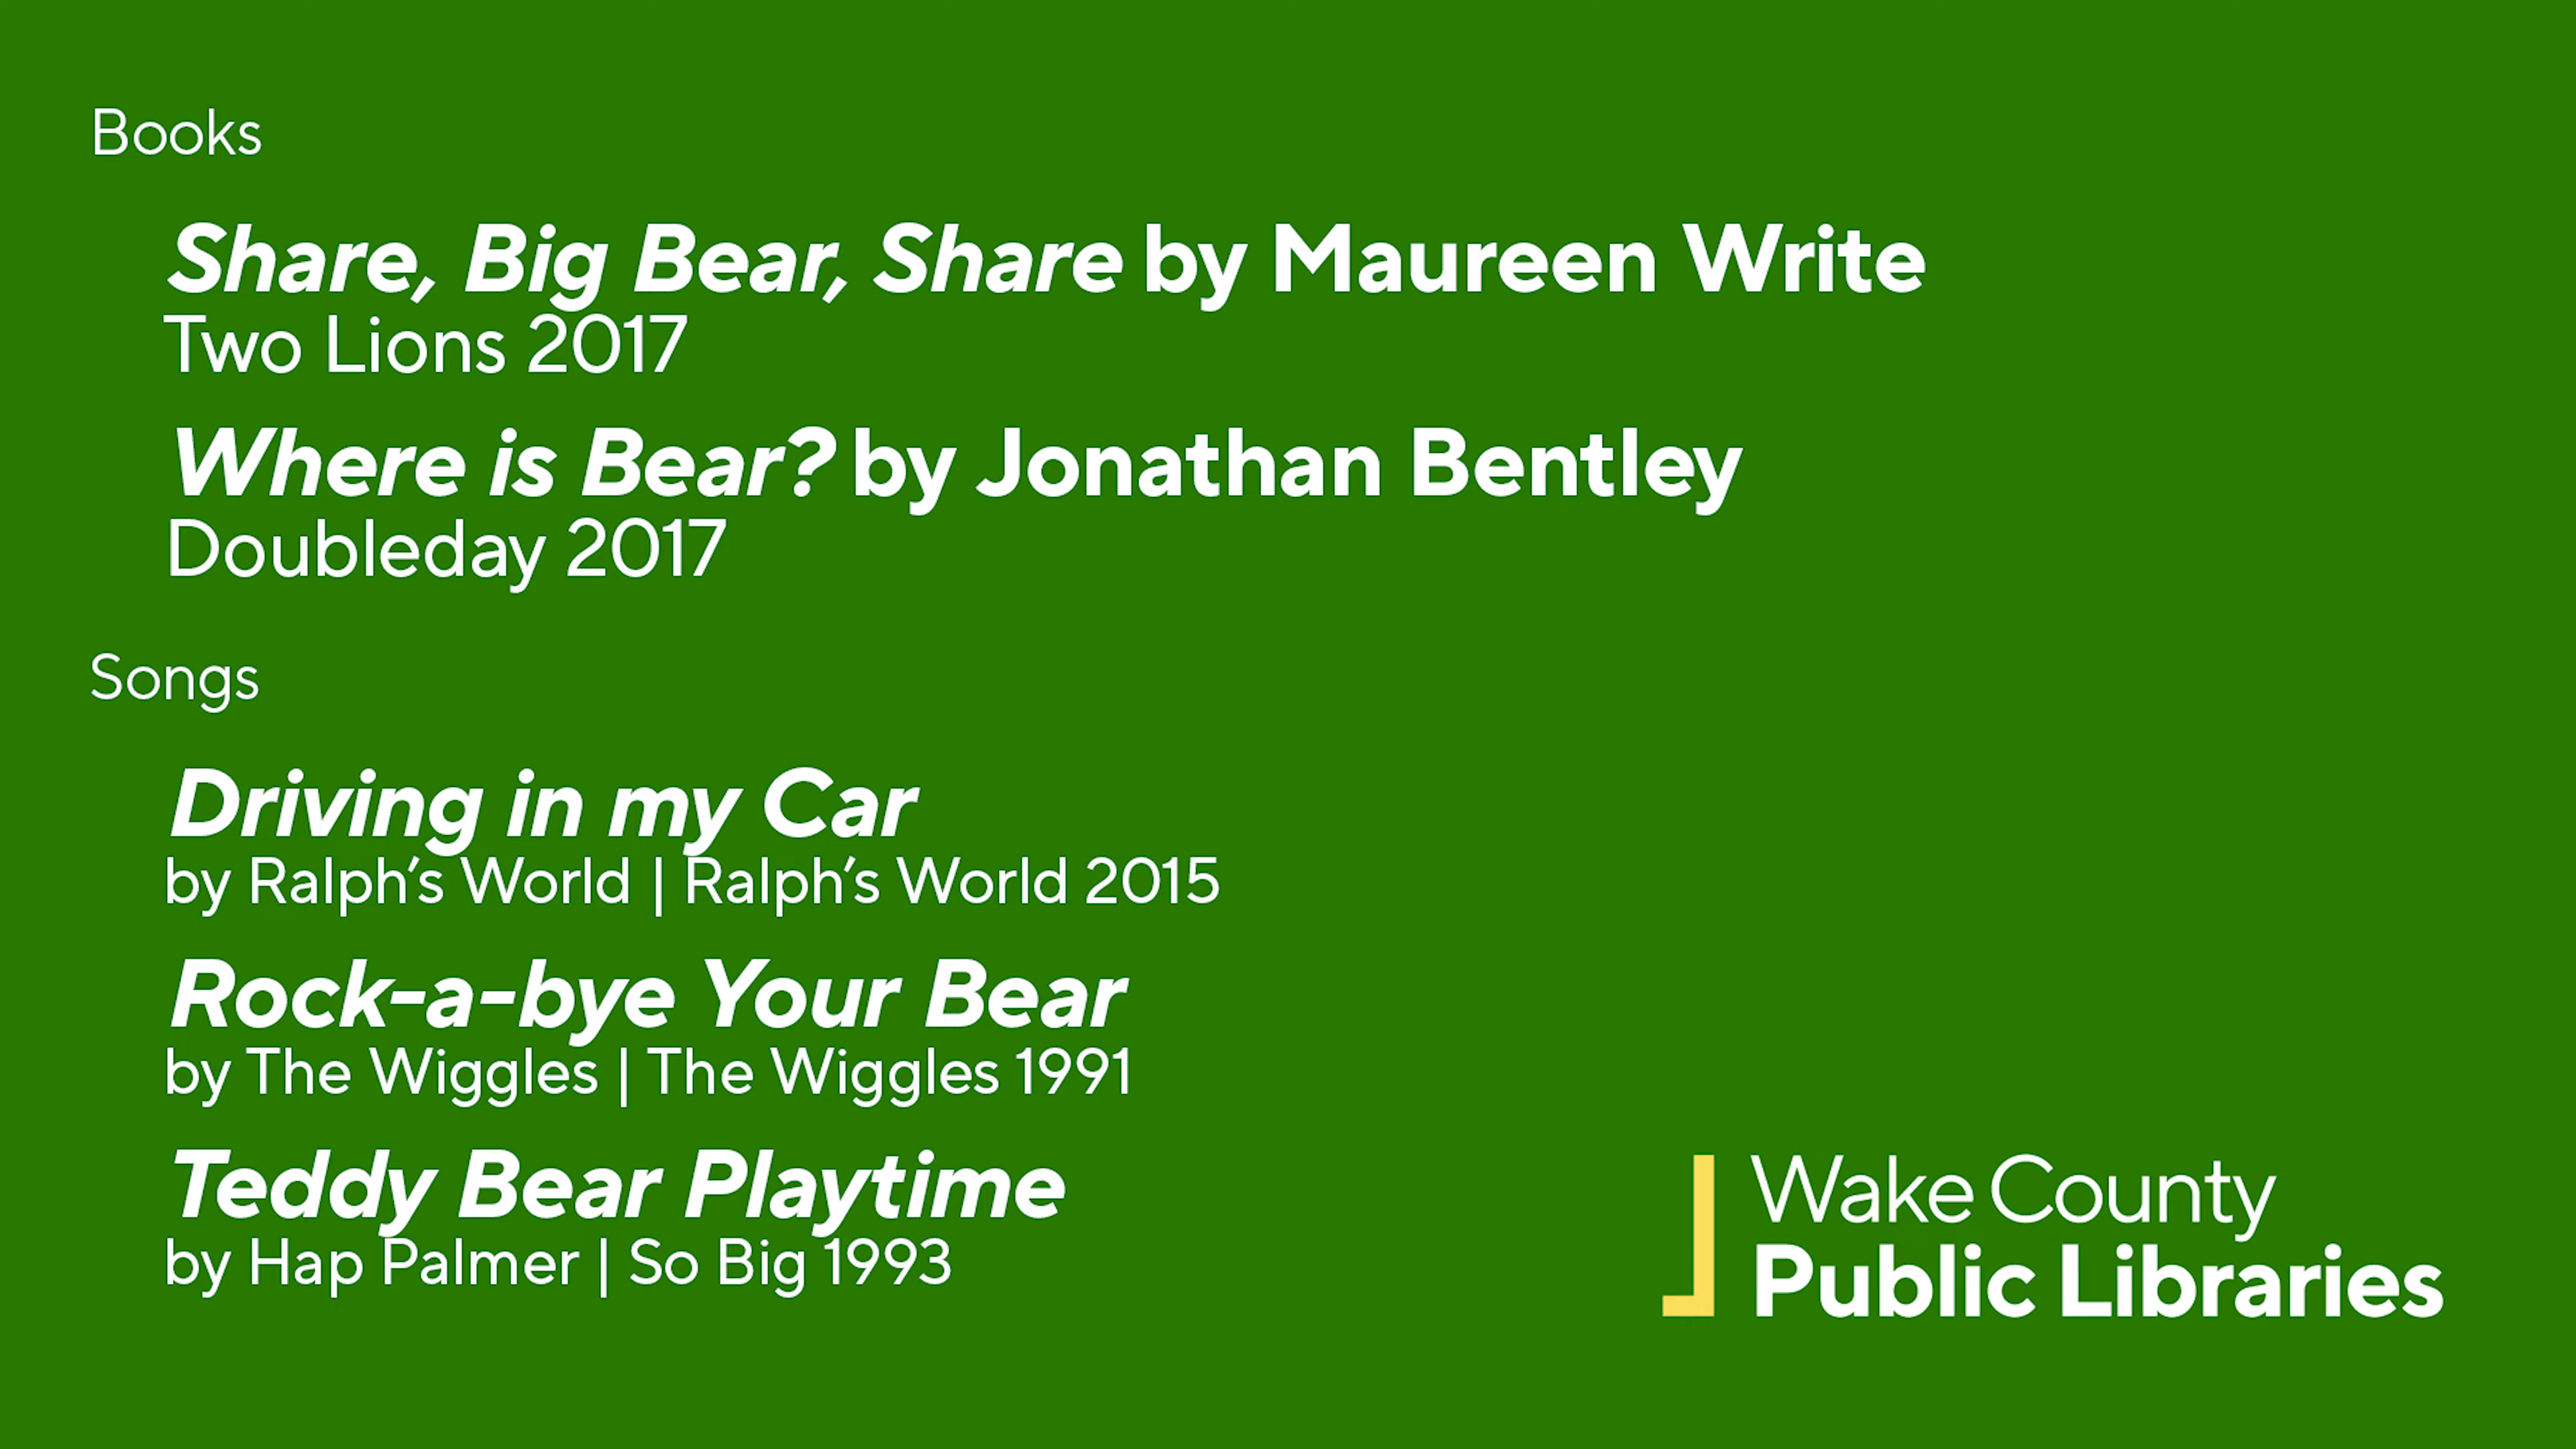 Books
Share, Big Bear, Share by Maureen Write
Two Lions 2017
Where is Bear? by Jonathan Bentley
Doubleday 2017
Songs
Driving in my Car
by Ralph’s World | Ralph’s World 2015
Rock-a-bye Your Bear
by The Wiggles | The Wiggles 1991
Teddy Bear Playtime
by Hap Palmer | So Big 1993
Wake County
Public Libraries